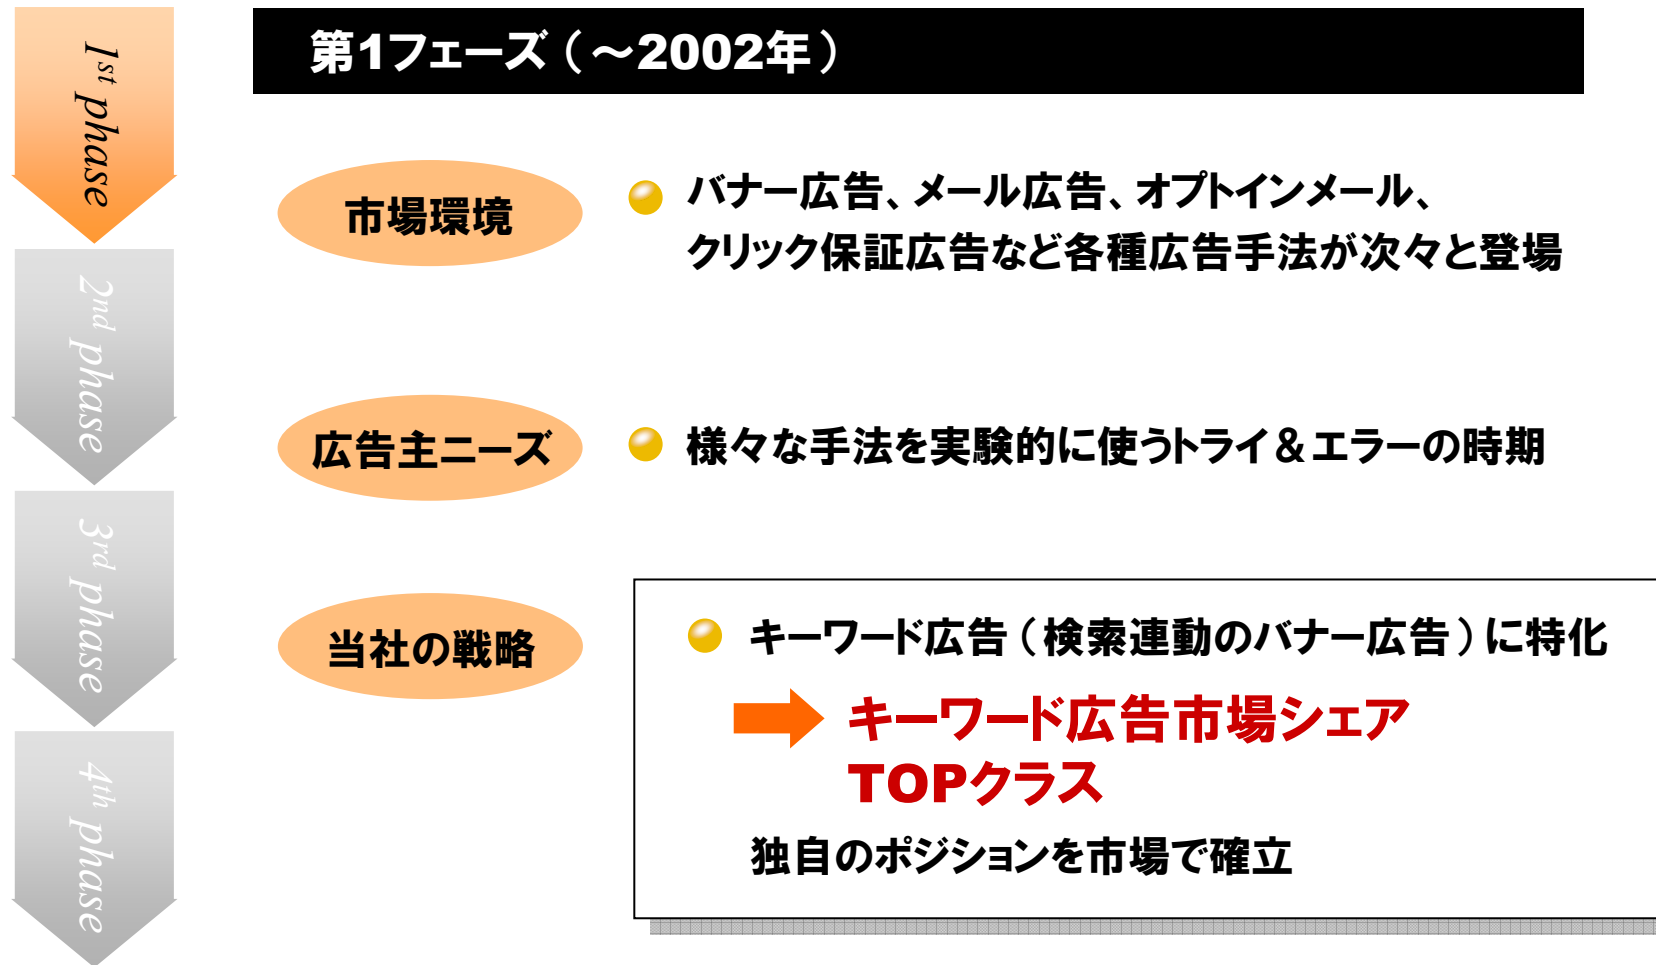 1st phase
2nd phase
3rd phase
4th phase
第1フェーズ（～2002年）
市場環境
バナー広告、メール広告、オプトインメール、
クリック保証広告など各種広告手法が次々と登場
広告主ニーズ
様々な手法を実験的に使うトライ＆エラーの時期
当社の戦略
キーワード広告（検索連動のバナー広告）に特化
キーワード広告市場シェア
TOPクラス
独自のポジションを市場で確立